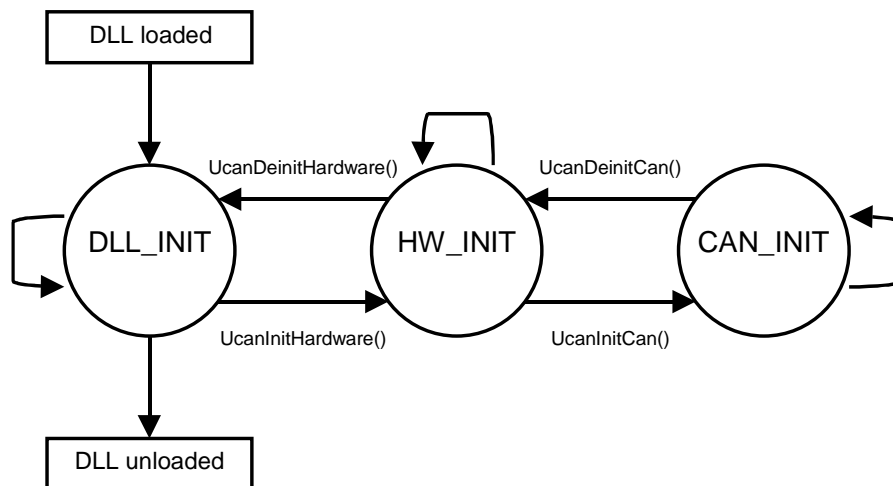 DLL loaded
UcanDeinitHardware()
UcanDeinitCan()
DLL_INIT
HW_INIT
CAN_INIT
UcanInitHardware()
UcanInitCan()
DLL unloaded